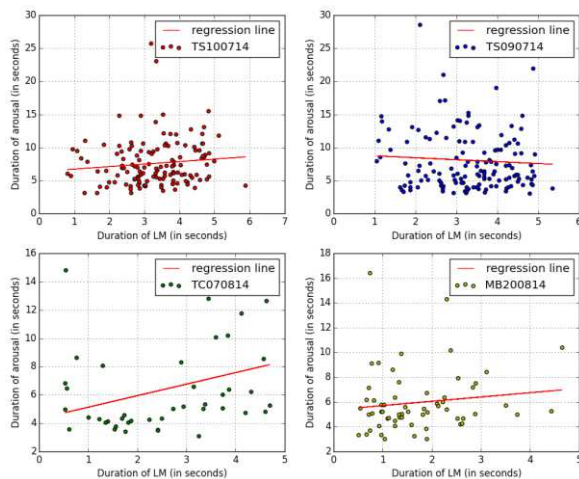 30
25
20
15
10
5
0
0 1 2 3 4 5 6 7
Duration of arousal (in seconds)
Duration of LM (in seconds)
regression line
TS100714
30
25
20
15
10
5
0
0 1 2 3 4 5 6
Duration of arousal (in seconds)
Duration of LM (in seconds)
regression line
TS090714
16
14
12
10
8
6
4
2
0 1 2 3 4 5
Duration of arousal (in seconds)
Duration of LM (in seconds)
regression line
TC070814
18
16
14
12
10
8
6
4
2
0 1 2 3 4 5
Duration of arousal (in seconds)
Duration of LM (in seconds)
regression line
MB200814